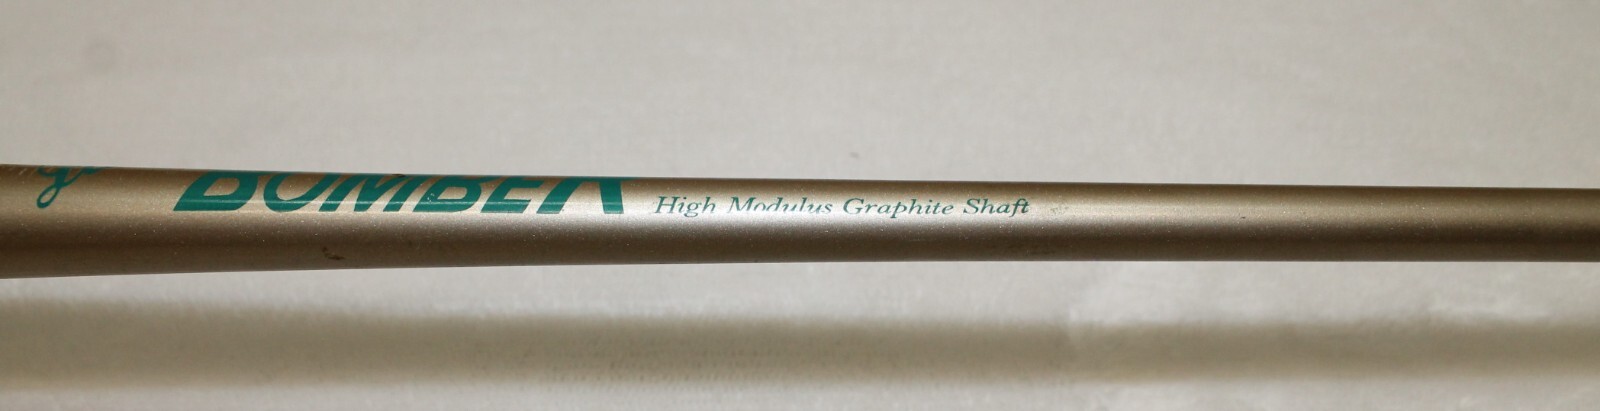 BOMBER
High Modulus Graphite Shaft